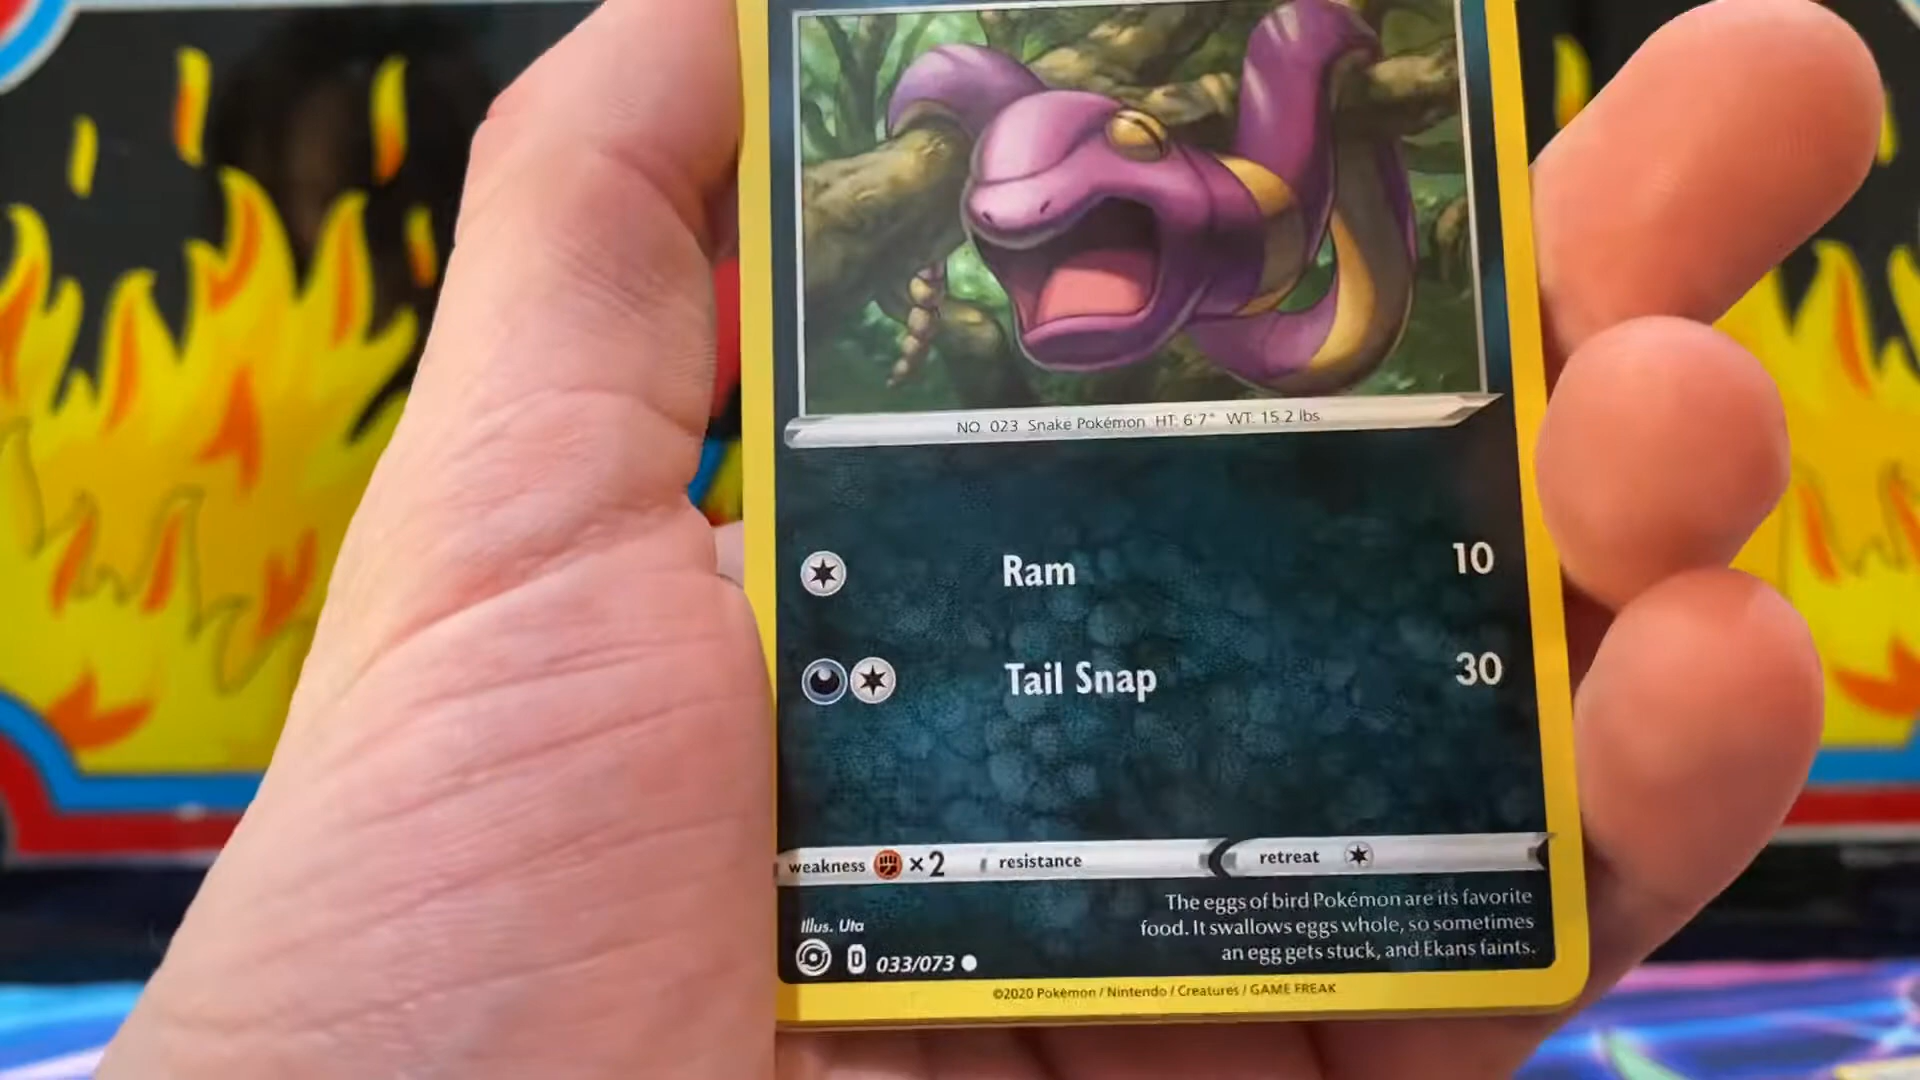 NO. 023 Snake Pokémon HT: 6'7" WT: 15.2 lbs.
Ram 10
Tail Snap 30
weakness ×2 resistance retreat
The eggs of bird Pokémon are its favorite
food. It swallows eggs whole, so sometimes
an egg gets stuck, and Ekans faints.
Illus. Uta
D 033/073
©2020 Pokémon / Nintendo / Creatures / GAME FREAK